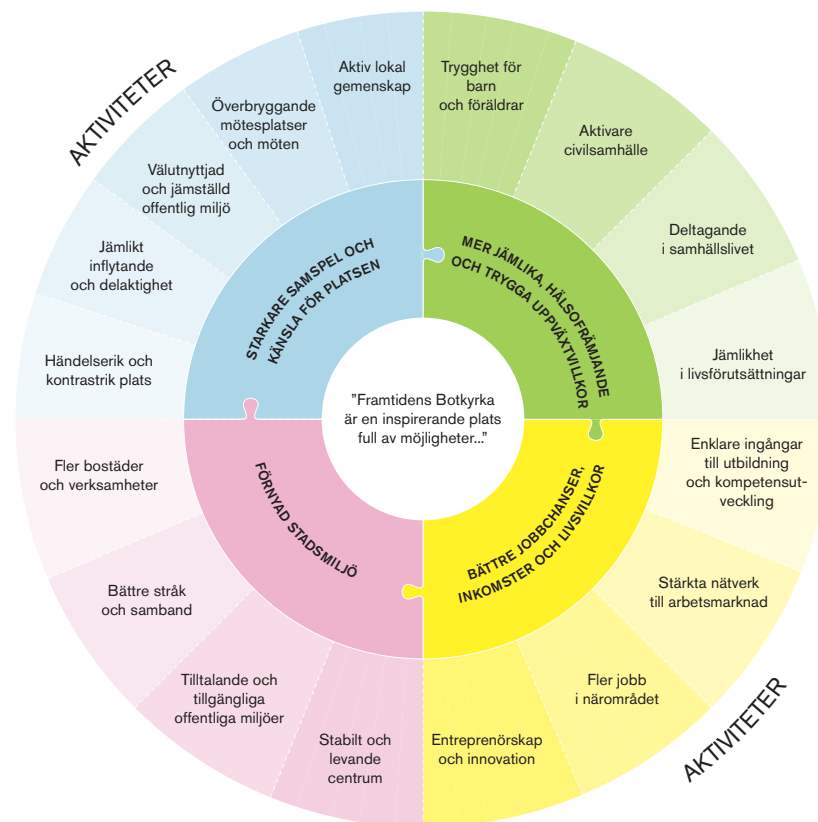 AKTIVITETER
Aktiv lokal
gemenskap
Överbryggande
mötesplatser
och möten
Välutnyttjad
och jämställd
offentlig miljö
Jämlikt
inflytande
och delaktighet
Händelserik och
kontrastrik plats
Trygghet för
barn
och föräldrar
Aktivare
civilsamhälle
Deltagande
i samhällslivet
Jämlikhet
i livsförutsättningar
STARKARE SAMSPEL OCH
KÄNSLA FÖR PLATSEN
MER JÄMLIKA, HÄLSOFRÄMJANDE
OCH TRYGGA UPPVÄXTVILLKOR
"Framtidens Botkyrka
är en inspirerande plats
full av möjligheter..."
FÖRNYAD STADSMILJÖ
BÄTTRE JOBBCHANSER,
INKOMSTER OCH LIVSVILLKOR
Fler bostäder
och verksamheter
Bättre stråk
och samband
Tilltalande och
tillgängliga
offentliga miljöer
Stabilt och
levande
centrum
Enklare ingångar
till utbildning
och kompetensut-
veckling
Stärkta nätverk
till arbetsmarknad
Fler jobb
i närområdet
Entreprenörskap
och innovation
AKTIVITETER